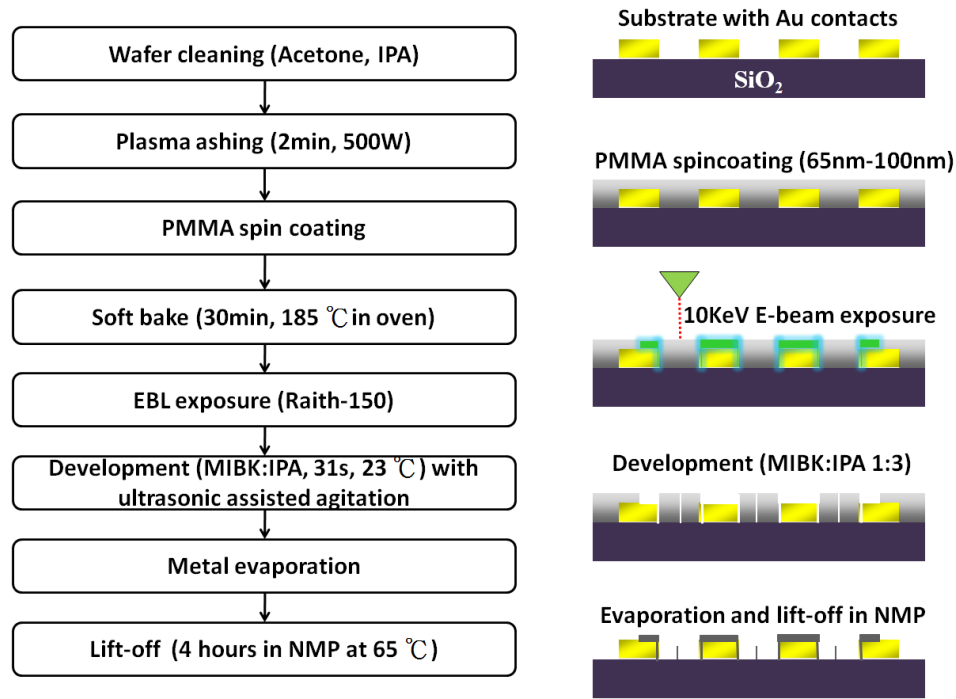 Wafer cleaning (Acetone, IPA)
Plasma ashing (2min, 500W)
PMMA spin coating
Soft bake (30min, 185 ℃ in oven)
EBL exposure (Raith-150)
Development (MIBK:IPA, 31s, 23 ℃) with
ultrasonic assisted agitation
Metal evaporation
Lift-off (4 hours in NMP at 65 ℃)
Substrate with Au contacts
SiO₂
PMMA spincoating (65nm-100nm)
10KeV E-beam exposure
Development (MIBK:IPA 1:3)
Evaporation and lift-off in NMP